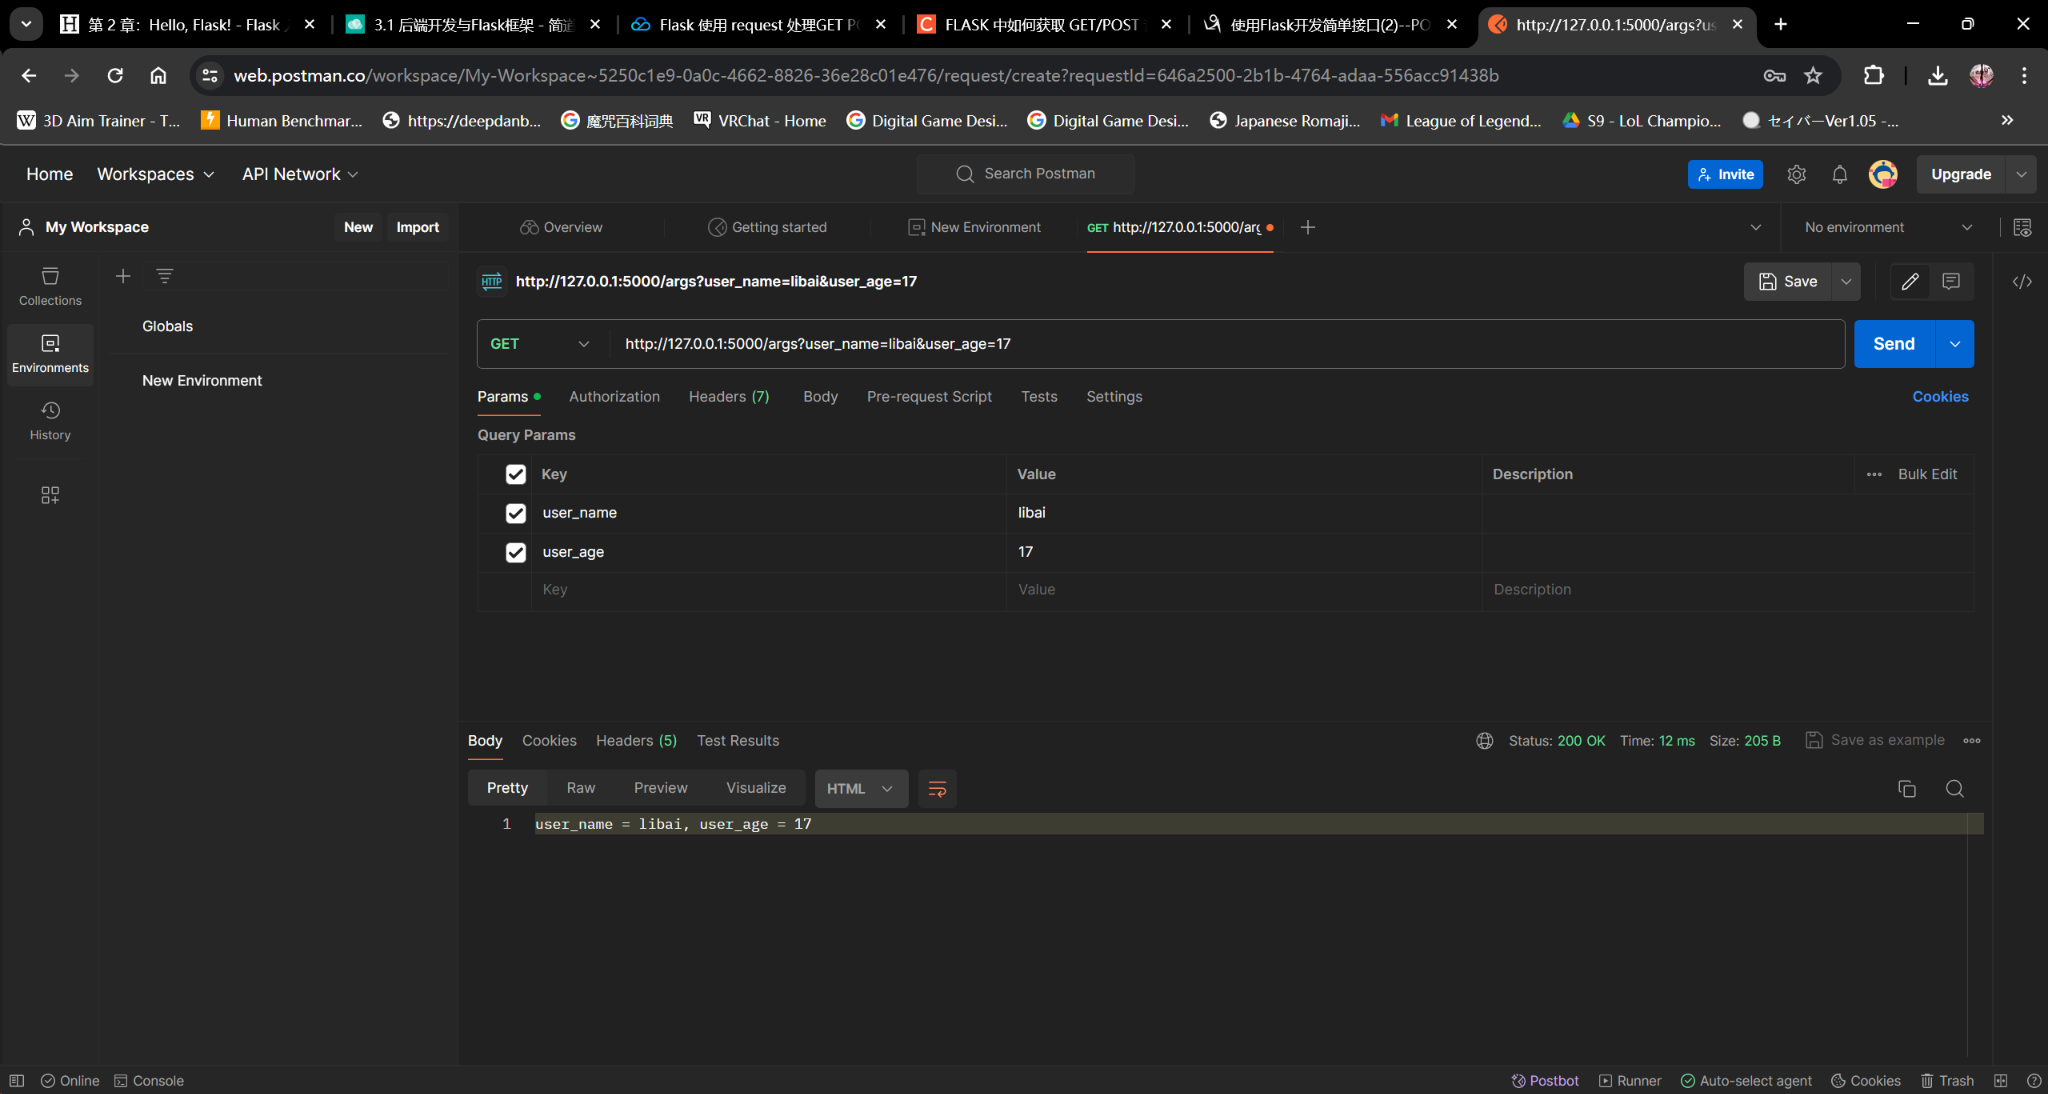 第 2 章：Hello, Flask! - Flask
3.1 后端开发与Flask框架 - 简道
Flask 使用 request 处理GET P
FLASK 中如何获取 GET/POST
使用Flask开发简单接口(2)--PO
http://127.0.0.1:5000/args?us
web.postman.co/workspace/My-Workspace~5250c1e9-0a0c-4662-8826-36e28c01e476/request/create?requestId=646a2500-2b1b-4764-adaa-556acc91438b
3D Aim Trainer - T...
Human Benchmar...
https://deepdanb...
魔咒百科词典
VRChat - Home
Digital Game Desi...
Digital Game Desi...
Japanese Romaji...
League of Legend...
S9 - LoL Champio...
セイバーVer1.05 -...
Home
Workspaces
API Network
Search Postman
Invite
Upgrade
My Workspace
New
Import
Overview
Getting started
New Environment
GET http://127.0.0.1:5000/arg
No environment
Collections
Environments
History
Globals
New Environment
HTTP
http://127.0.0.1:5000/args?user_name=libai&user_age=17
Save
GET
http://127.0.0.1:5000/args?user_name=libai&user_age=17
Send
Params
Authorization
Headers (7)
Body
Pre-request Script
Tests
Settings
Cookies
Query Params
Key
Value
Description
Bulk Edit
user_name
libai
user_age
17
Key
Value
Description
Body
Cookies
Headers (5)
Test Results
Status: 200 OK
Time: 12 ms
Size: 205 B
Save as example
Pretty
Raw
Preview
Visualize
HTML
1
user_name = libai, user_age = 17
Online
Console
Postbot
Runner
Auto-select agent
Cookies
Trash